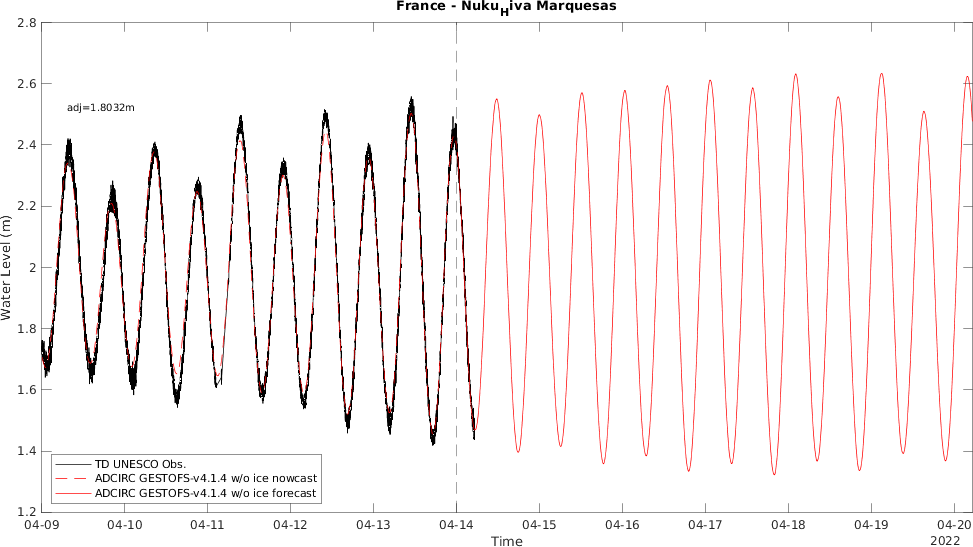 France - Nuku_Hiva Marquesas
2.8
2.6
adj=1.8032m
2.4
2.2
2
1.8
1.6
1.4
1.2
Water Level (m)
TD UNESCO Obs.
ADCIRC GESTOFS-v4.1.4 w/o ice nowcast
ADCIRC GESTOFS-v4.1.4 w/o ice forecast
04-09 04-10 04-11 04-12 04-13 04-14 04-15 04-16 04-17 04-18 04-19 04-20
Time
2022